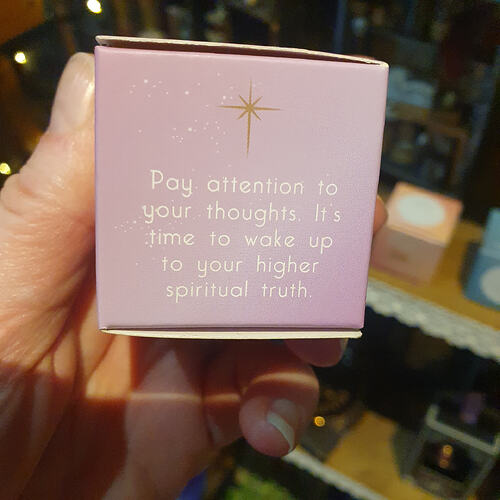 Pay attention to
your thoughts. It's
time to wake up
to your higher
spiritual truth.